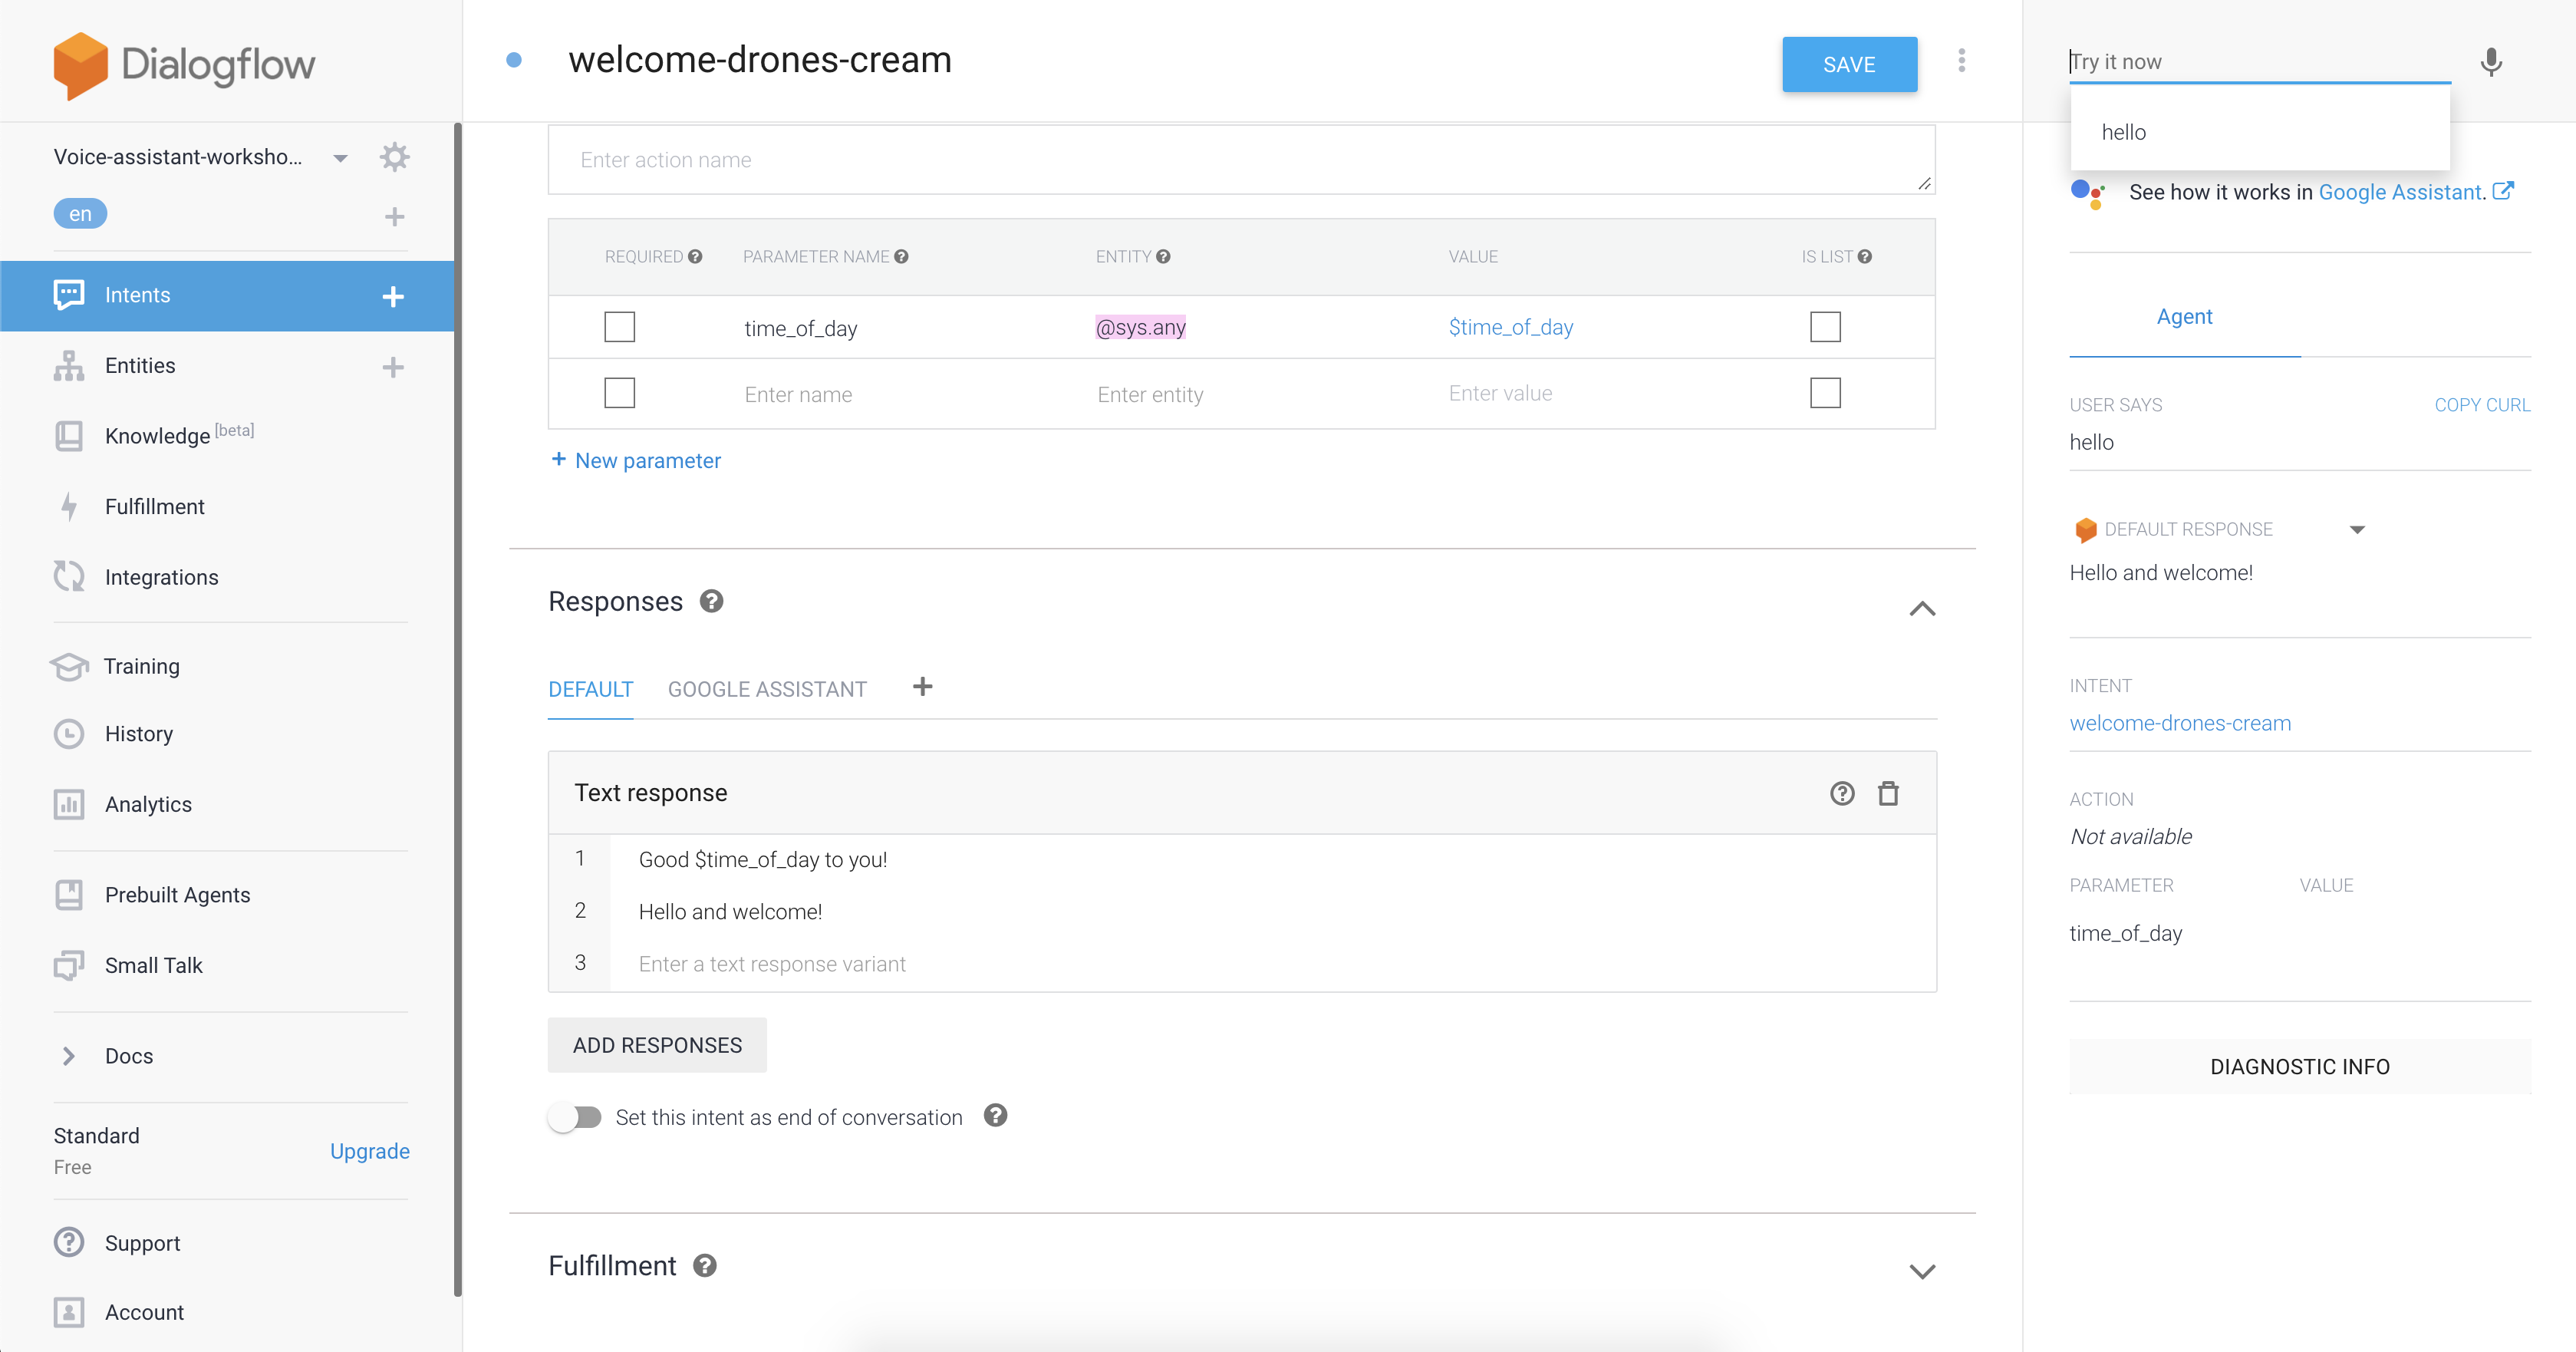 Dialogflow
Voice-assistant-worksho...
en
Intents
Entities
Knowledge [beta]
Fulfillment
Integrations
Training
History
Analytics
Prebuilt Agents
Small Talk
Docs
Standard
Free
Upgrade
Support
Account
welcome-drones-cream
SAVE
Enter action name
REQUIRED PARAMETER NAME ENTITY VALUE IS LIST
time_of_day @sys.any $time_of_day
Enter name Enter entity Enter value
+ New parameter
Responses
DEFAULT GOOGLE ASSISTANT
Text response
1 Good $time_of_day to you!
2 Hello and welcome!
3 Enter a text response variant
ADD RESPONSES
Set this intent as end of conversation
Fulfillment
Try it now
hello
See how it works in Google Assistant.
Agent
USER SAYS COPY CURL
hello
DEFAULT RESPONSE
Hello and welcome!
INTENT
welcome-drones-cream
ACTION
Not available
PARAMETER VALUE
time_of_day
DIAGNOSTIC INFO